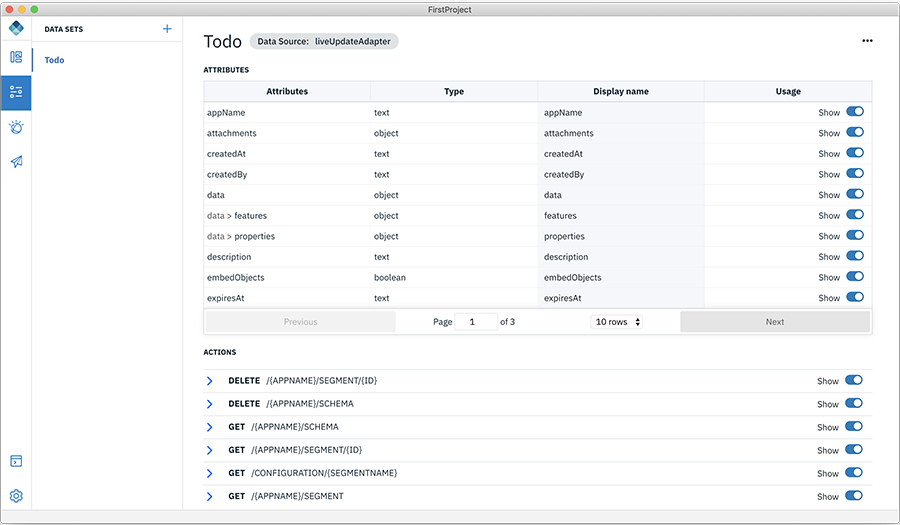 FirstProject
DATA SETS +
Todo
Todo Data Source: liveUpdateAdapter
ATTRIBUTES
Attributes Type Display name Usage
appName text appName Show
attachments object attachments Show
createdAt text createdAt Show
createdBy text createdBy Show
data object data Show
data > features object features Show
data > properties object properties Show
description text description Show
embedObjects boolean embedObjects Show
expiresAt text expiresAt Show
Previous Page 1 of 3 10 rows Next
ACTIONS
DELETE /{APPNAME}/SEGMENT/{ID} Show
DELETE /{APPNAME}/SCHEMA Show
GET /{APPNAME}/SCHEMA Show
GET /{APPNAME}/SEGMENT/{ID} Show
GET /CONFIGURATION/{SEGMENTNAME} Show
GET /{APPNAME}/SEGMENT Show